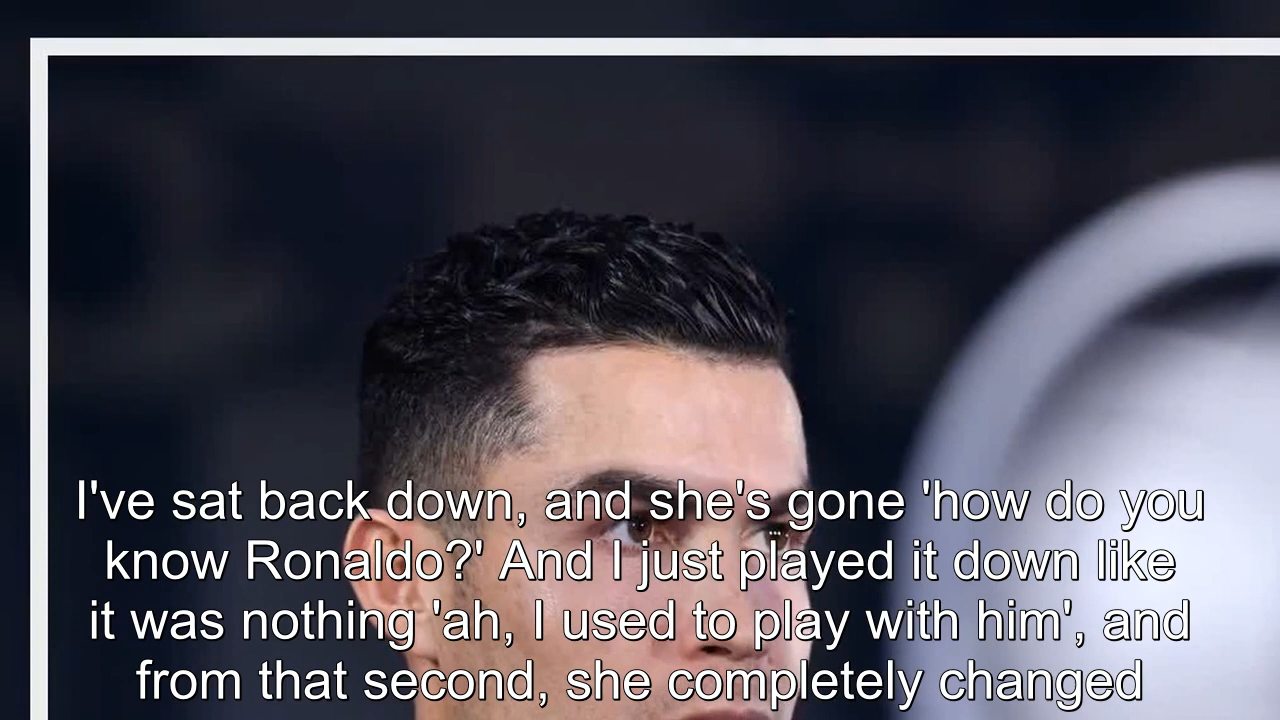 I've sat back down, and she's gone 'how do you
know Ronaldo?' And I just played it down like
it was nothing 'ah, I used to play with him', and
from that second, she completely changed